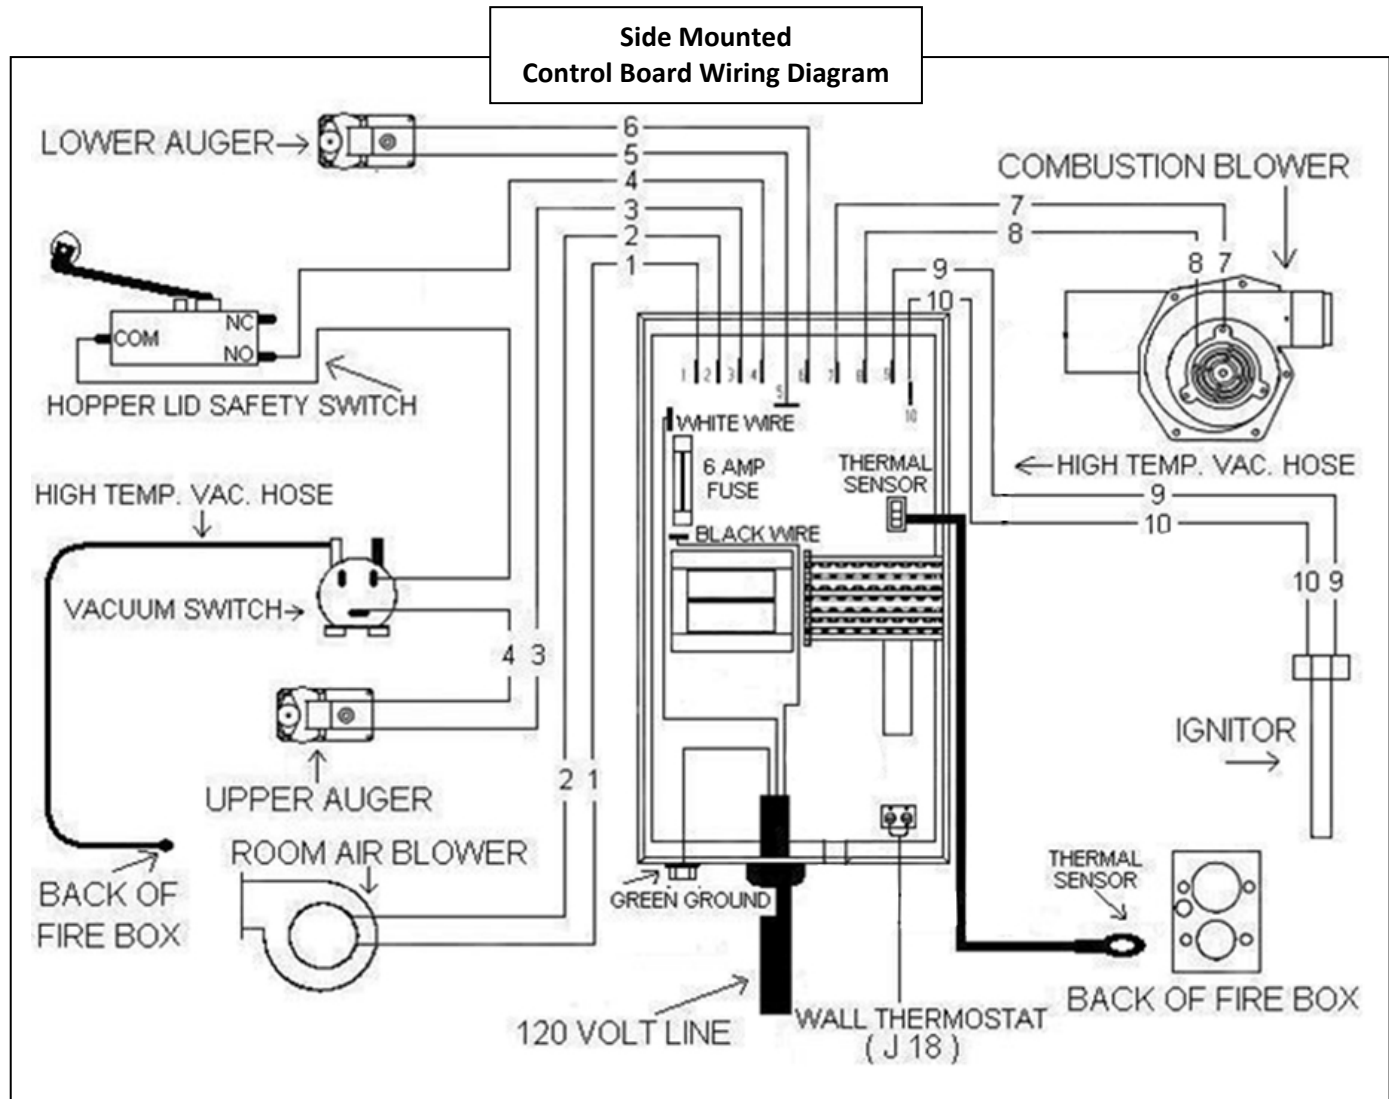 Side Mounted
Control Board Wiring Diagram
LOWER AUGER
6
5
4
3
2
1
COMBUSTION BLOWER
7
8
9
10
8 7
NC
COM
NO
HOPPER LID SAFETY SWITCH
1 2 3 4 5 6 7 8 9 10
WHITE WIRE
6 AMP
FUSE
BLACK WIRE
THERMAL
SENSOR
HIGH TEMP. VAC. HOSE
9
10
10 9
IGNITOR
HIGH TEMP. VAC. HOSE
VACUUM SWITCH
4 3
UPPER AUGER
2 1
ROOM AIR BLOWER
BACK OF
FIRE BOX
GREEN GROUND
120 VOLT LINE
WALL THERMOSTAT
( J 18 )
THERMAL
SENSOR
BACK OF FIRE BOX